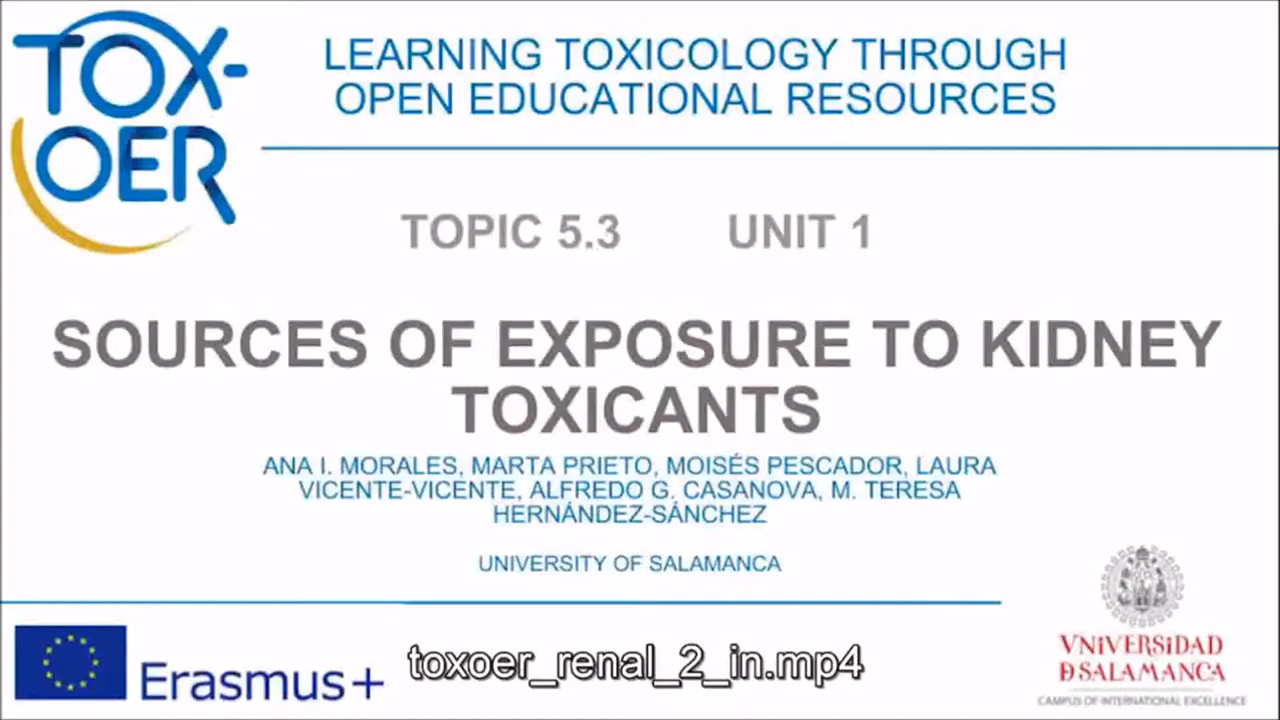 TOX-
OER
LEARNING TOXICOLOGY THROUGH
OPEN EDUCATIONAL RESOURCES
TOPIC 5.3 UNIT 1
SOURCES OF EXPOSURE TO KIDNEY
TOXICANTS
ANA I. MORALES, MARTA PRIETO, MOISÉS PESCADOR, LAURA
VICENTE-VICENTE, ALFREDO G. CASANOVA, M. TERESA
HERNÁNDEZ-SÁNCHEZ
UNIVERSITY OF SALAMANCA
Erasmus+
toxoer_renal_2_in.mp4
VNiVERSiDAD
D SALAMANCA
CAMPUS OF INTERNATIONAL EXCELLENCE